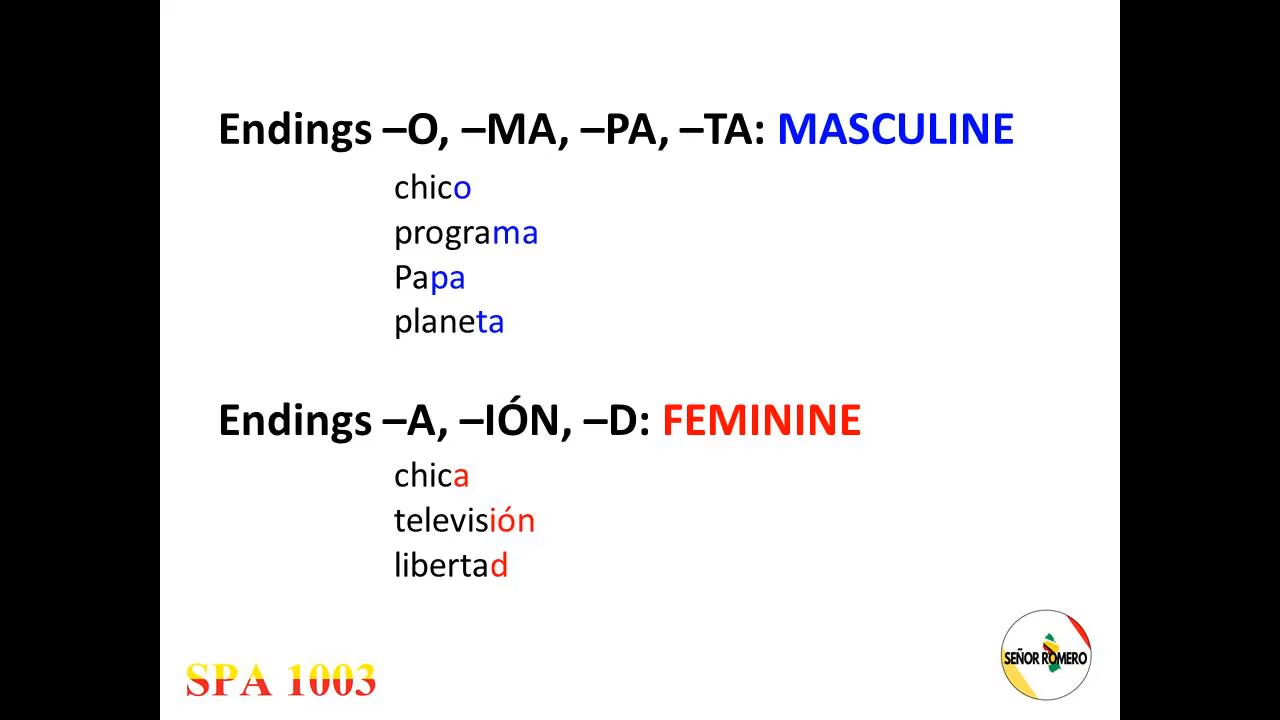 Endings –O, –MA, –PA, –TA: MASCULINE
chico
programa
Papa
planeta
Endings –A, –IÓN, –D: FEMININE
chica
televisión
libertad
SPA 1003
SEÑOR ROMERO